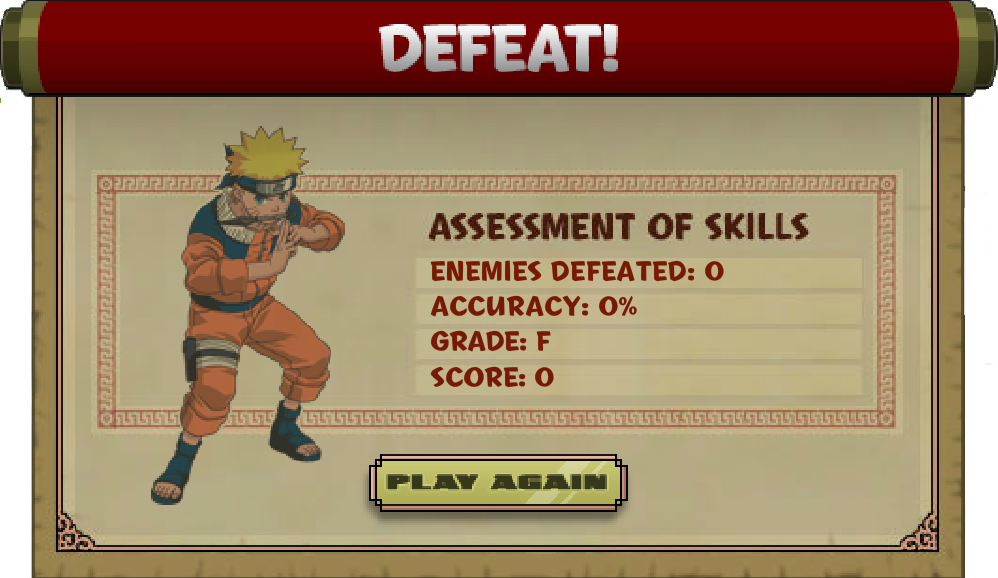 DEFEAT!
ASSESSMENT OF SKILLS
ENEMIES DEFEATED: 0
ACCURACY: 0%
GRADE: F
SCORE: 0
PLAY AGAIN